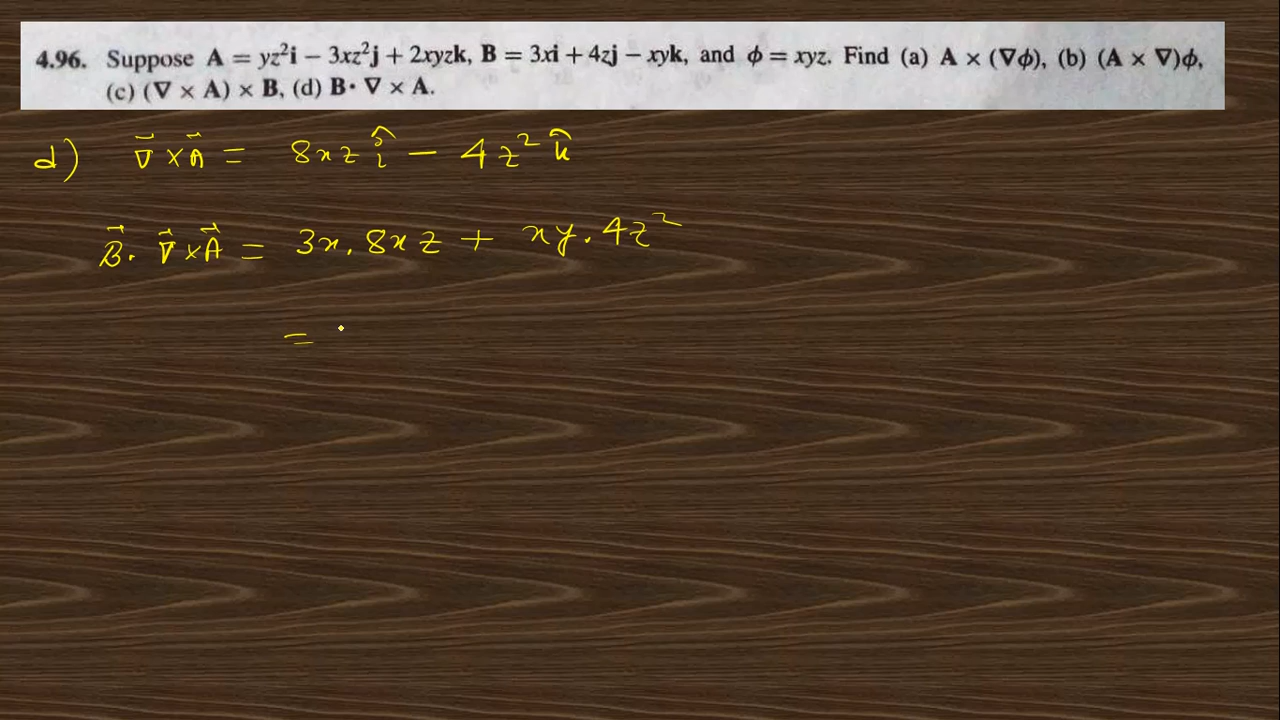 4.96. Suppose A = yz²i − 3xz²j + 2xyzk, B = 3xi + 4zj − xyk, and ϕ = xyz. Find (a) A × (∇ϕ), (b) (A × ∇)ϕ,
(c) (∇ × A) × B, (d) B· ∇ × A.
d) ∇⃗ × A⃗ = 8xz î − 4z² k̂
B⃗. ∇⃗ × A⃗ = 3x. 8xz + xy. 4z²
=